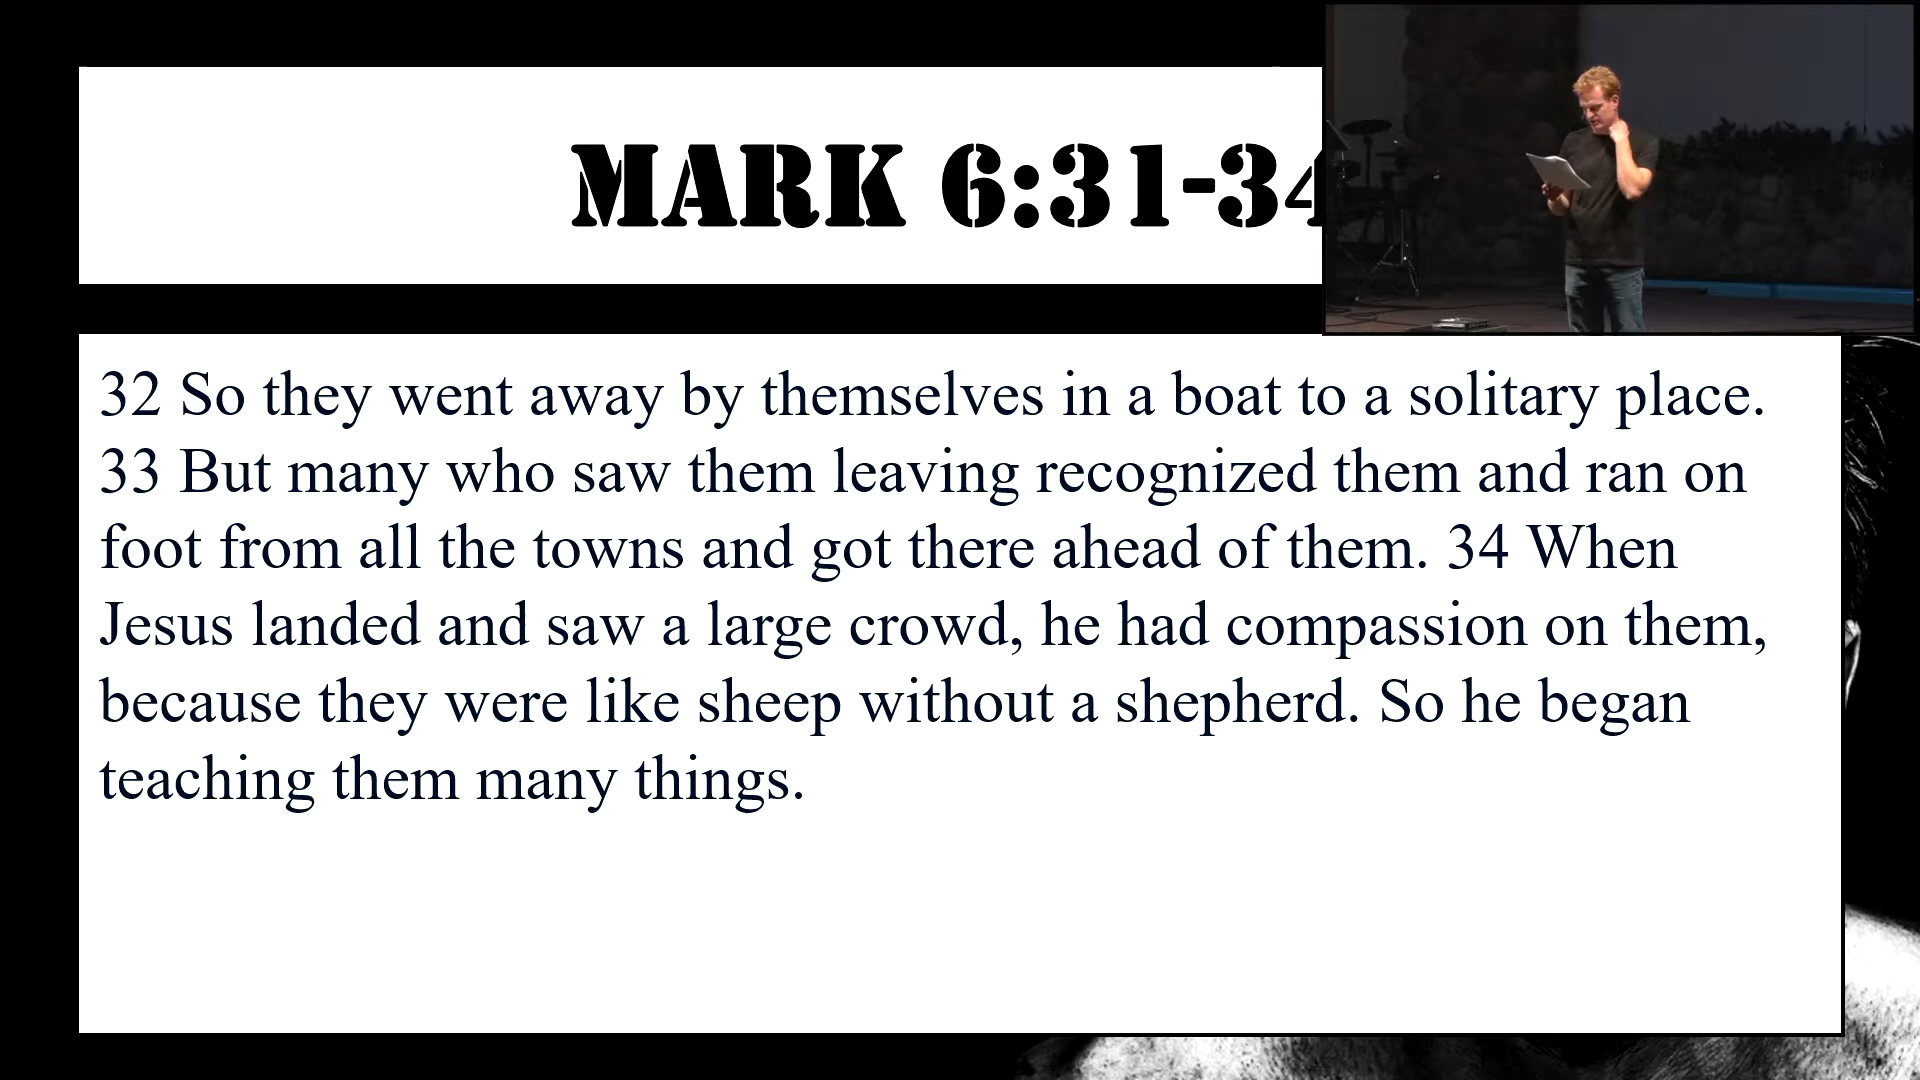 MARK 6:31-34
32 So they went away by themselves in a boat to a solitary place.
33 But many who saw them leaving recognized them and ran on
foot from all the towns and got there ahead of them. 34 When
Jesus landed and saw a large crowd, he had compassion on them,
because they were like sheep without a shepherd. So he began
teaching them many things.